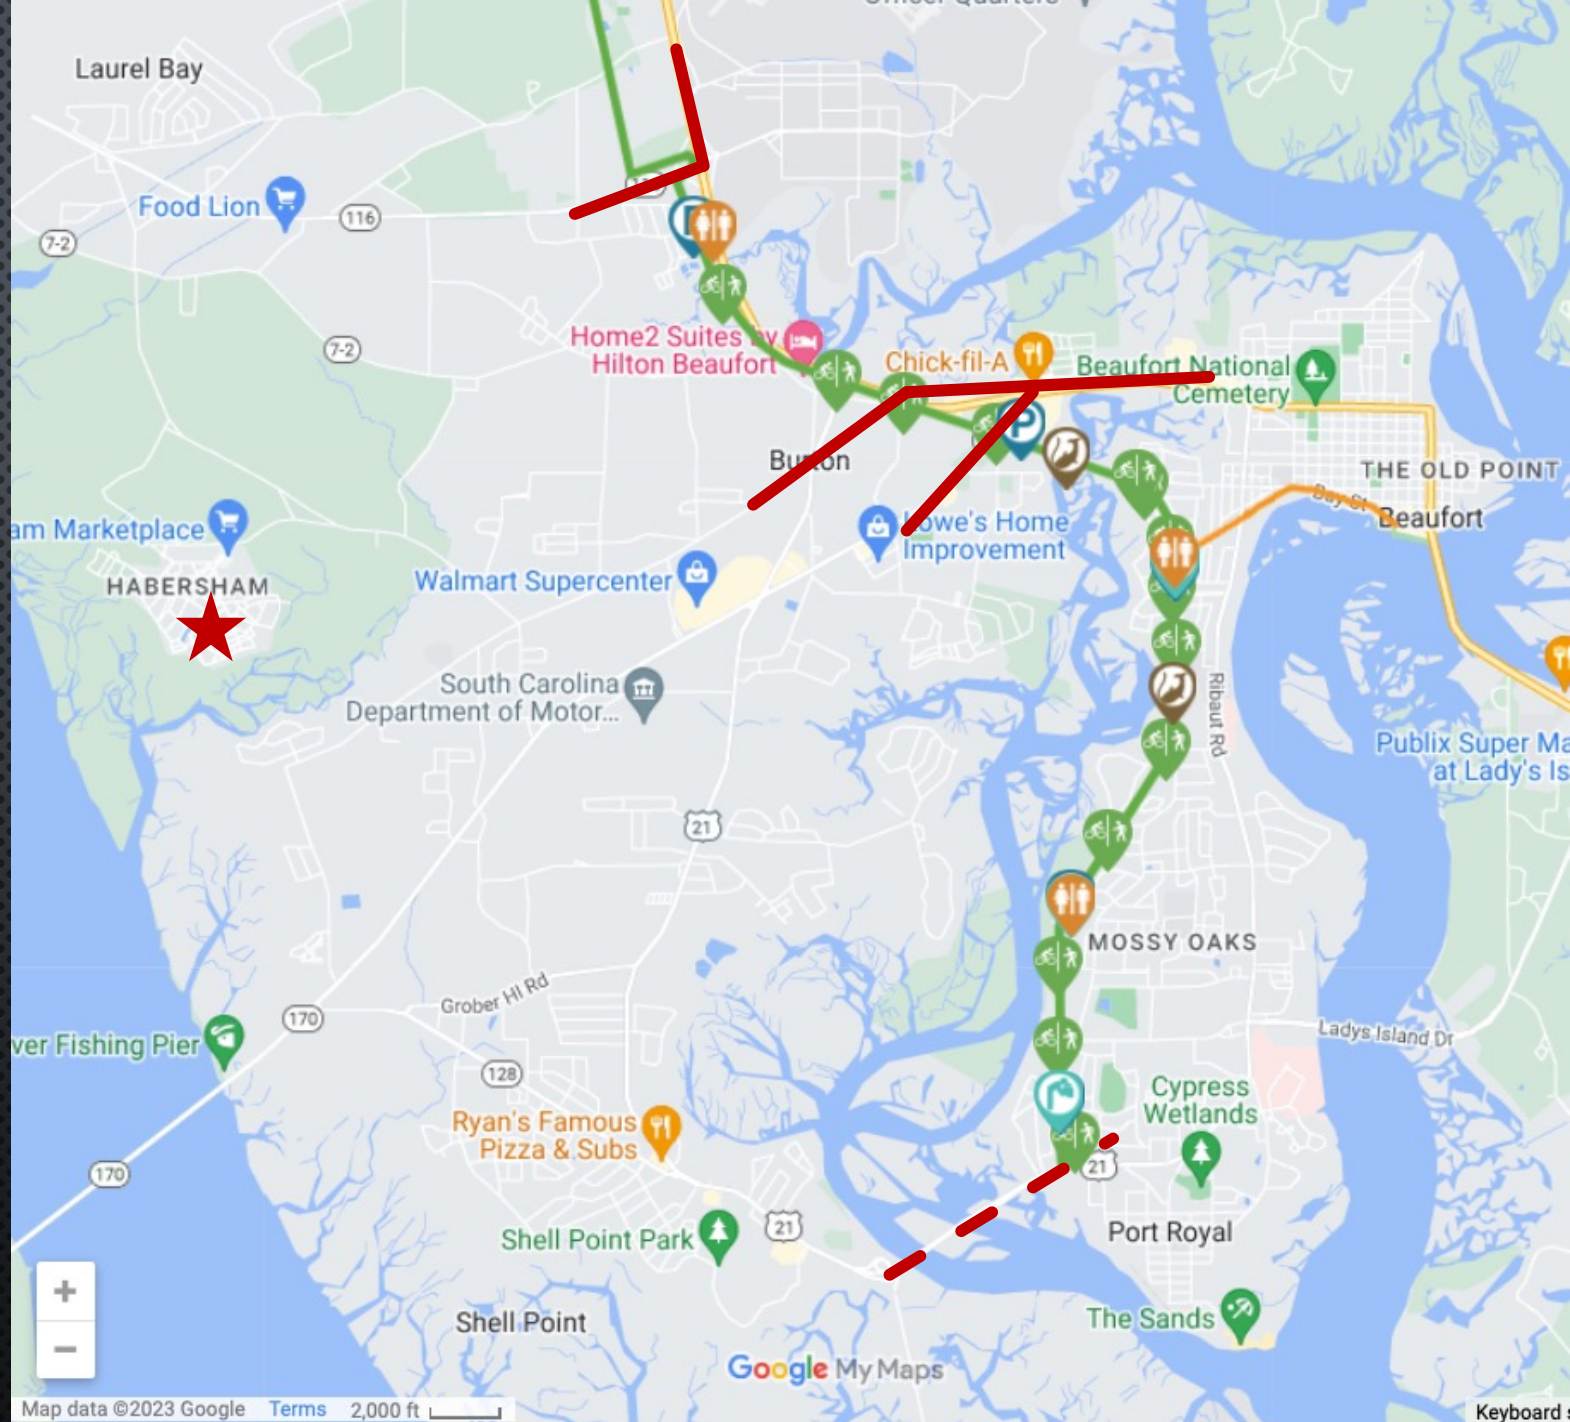 Laurel Bay
Food Lion
116
7-2
7-2
Home2 Suites by
Hilton Beaufort
Chick-fil-A
Beaufort National
Cemetery
P
Burton
THE OLD POINT
Bay St
Beaufort
am Marketplace
HABERSHAM
Lowe's Home
Improvement
Walmart Supercenter
South Carolina
Department of Motor...
Ribaut Rd
Publix Super Ma
at Lady's Is
21
MOSSY OAKS
Grober Hl Rd
170
ver Fishing Pier
Ladys Island Dr
128
Cypress
Wetlands
Ryan's Famous
Pizza & Subs
21
170
21
Shell Point Park
Port Royal
+
The Sands
Shell Point
−
Google My Maps
Map data ©2023 Google
Terms
2,000 ft
Keyboard s